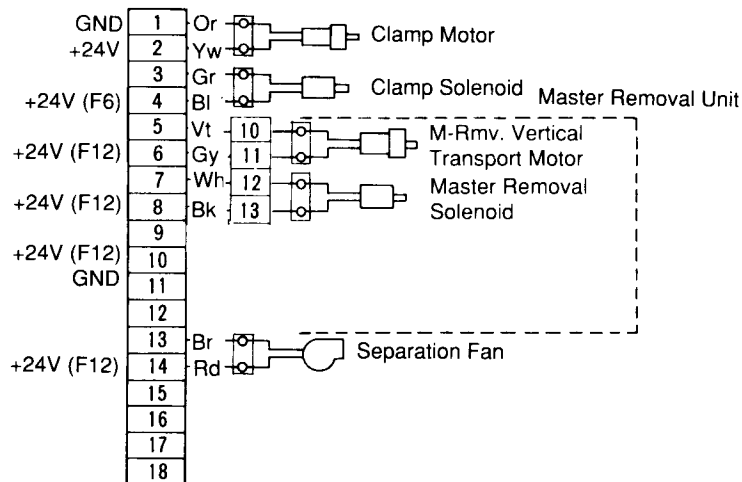 GND 1 Or Clamp Motor
+24V 2 Yw
3 Gr Clamp Solenoid
+24V (F6) 4 Bl Master Removal Unit
5 Vt 10 M-Rmv. Vertical
+24V (F12) 6 Gy 11 Transport Motor
7 Wh 12 Master Removal
+24V (F12) 8 Bk 13 Solenoid
9
+24V (F12) 10
GND 11
12
13 Br Separation Fan
+24V (F12) 14 Rd
15
16
17
18